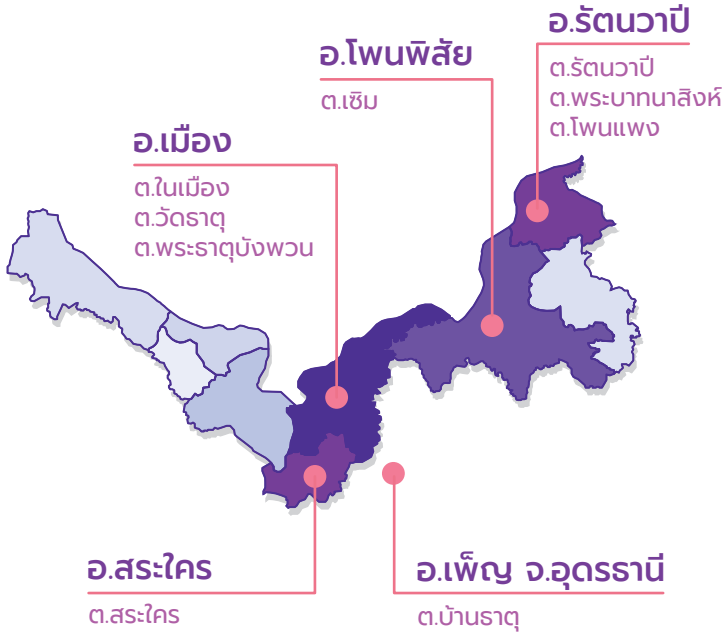 อ.รัตนวาปี
ต.รัตนวาปี
ต.พระบาทนาสิงห์
ต.โพนแพง
อ.โพนพิสัย
ต.เซิม
อ.เมือง
ต.ในเมือง
ต.วัดธาตุ
ต.พระธาตุบังพวน
อ.สระใคร
ต.สระใคร
อ.เพ็ญ จ.อุดรธานี
ต.บ้านธาตุ